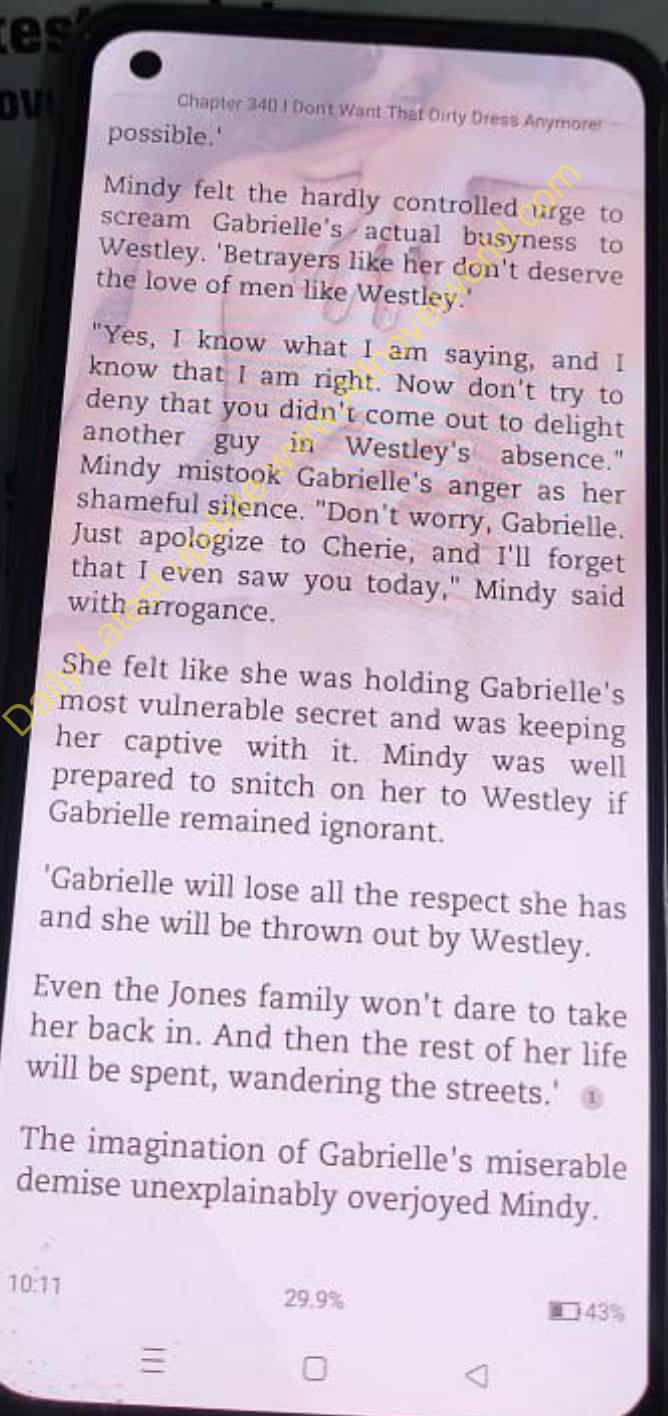 Chapter 340 I Don't Want That Dirty Dress Anymore!
possible.'
Mindy felt the hardly controlled urge to
scream Gabrielle's actual busyness to
Westley. 'Betrayers like her don't deserve
the love of men like Westley.'
"Yes, I know what I am saying, and I
know that I am right. Now don't try to
deny that you didn't come out to delight
another guy in Westley's absence."
Mindy mistook Gabrielle's anger as her
shameful silence. "Don't worry, Gabrielle.
Just apologize to Cherie, and I'll forget
that I even saw you today," Mindy said
with arrogance.
She felt like she was holding Gabrielle's
most vulnerable secret and was keeping
her captive with it. Mindy was well
prepared to snitch on her to Westley if
Gabrielle remained ignorant.
'Gabrielle will lose all the respect she has
and she will be thrown out by Westley.
Even the Jones family won't dare to take
her back in. And then the rest of her life
will be spent, wandering the streets.' 1
The imagination of Gabrielle's miserable
demise unexplainably overjoyed Mindy.
10:11
29.9%
43%
Daily Latest update